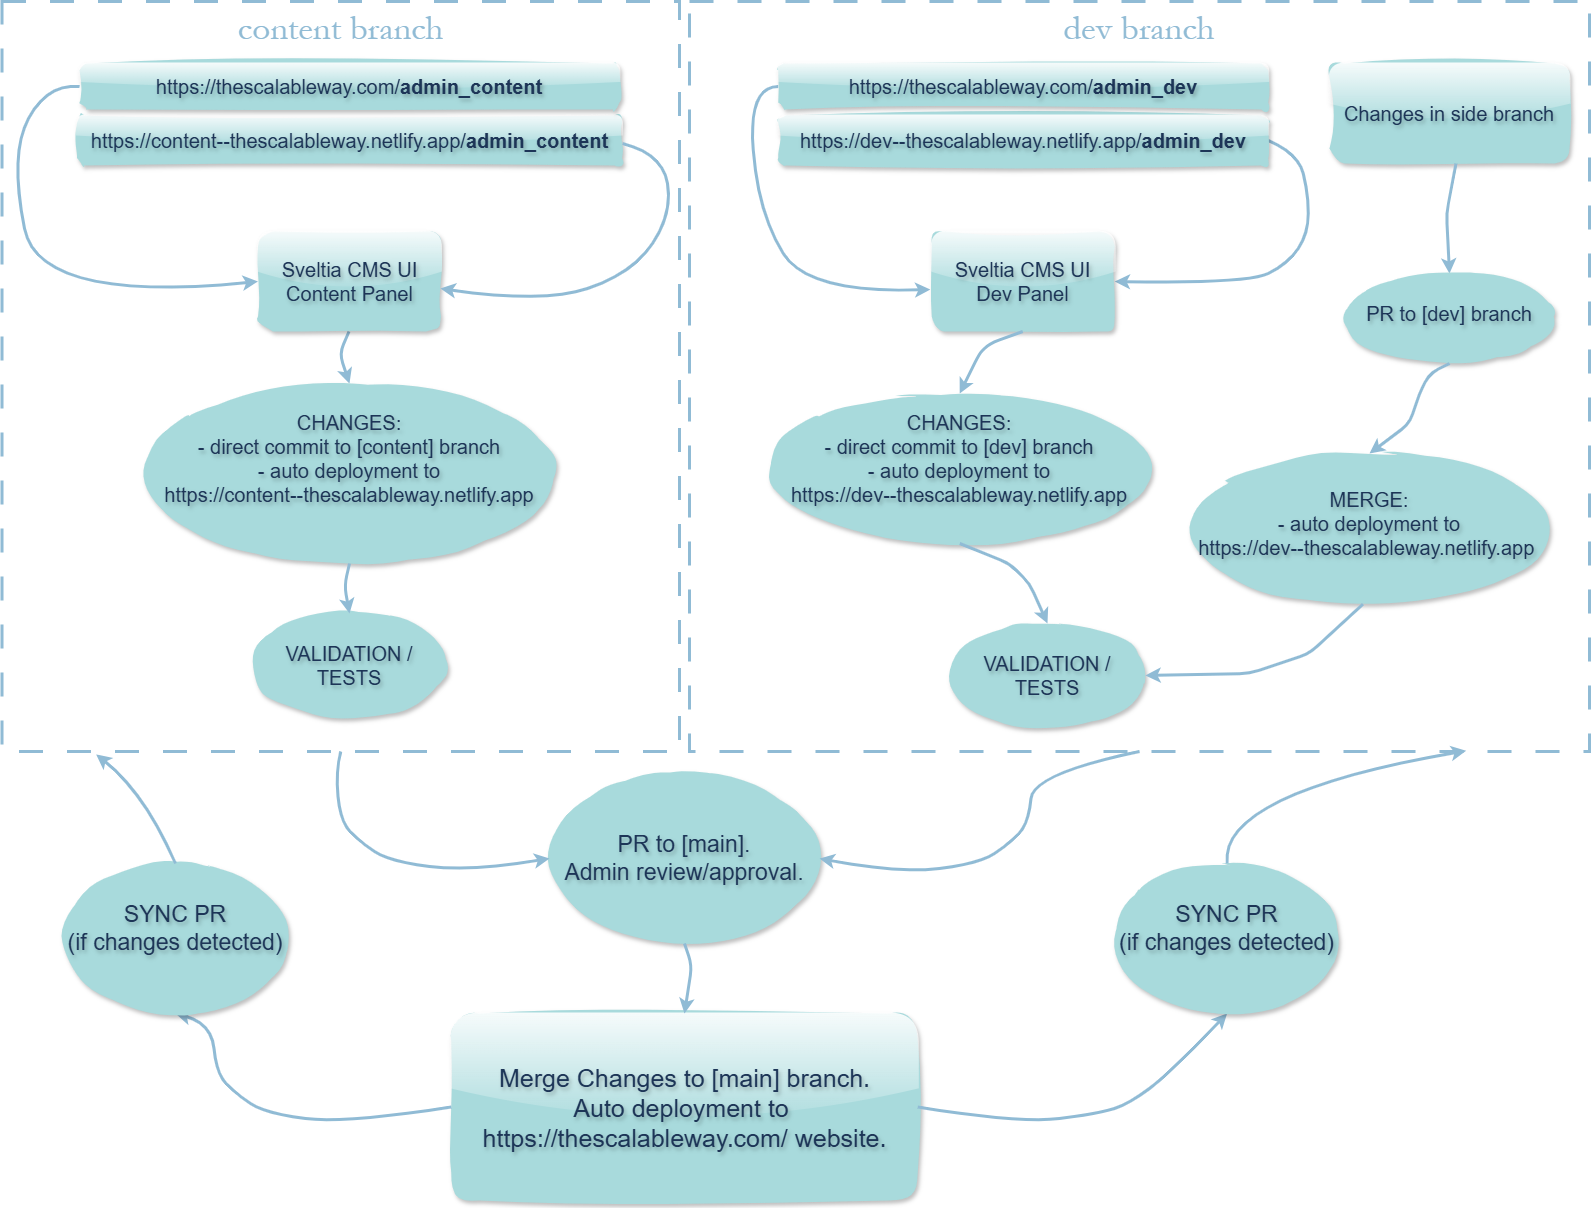 content branch
https://thescalableway.com/admin_content
https://content--thescalableway.netlify.app/admin_content
Sveltia CMS UI
Content Panel
CHANGES:
- direct commit to [content] branch
- auto deployment to
https://content--thescalableway.netlify.app
VALIDATION /
TESTS
dev branch
https://thescalableway.com/admin_dev
https://dev--thescalableway.netlify.app/admin_dev
Sveltia CMS UI
Dev Panel
CHANGES:
- direct commit to [dev] branch
- auto deployment to
https://dev--thescalableway.netlify.app
VALIDATION /
TESTS
Changes in side branch
PR to [dev] branch
MERGE:
- auto deployment to
https://dev--thescalableway.netlify.app
PR to [main].
Admin review/approval.
SYNC PR
(if changes detected)
SYNC PR
(if changes detected)
Merge Changes to [main] branch.
Auto deployment to
https://thescalableway.com/ website.